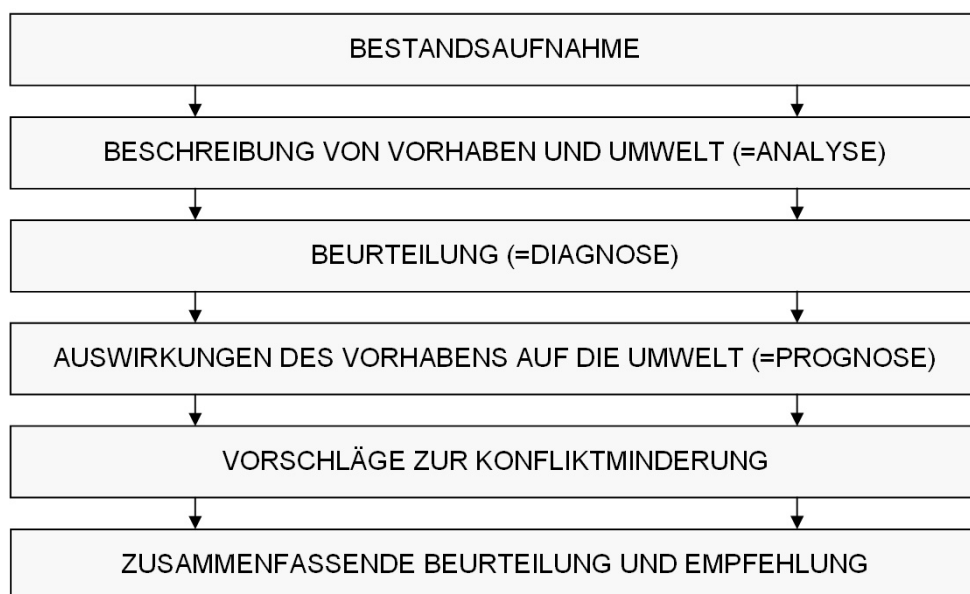 BESTANDSAUFNAHME
BESCHREIBUNG VON VORHABEN UND UMWELT (=ANALYSE)
BEURTEILUNG (=DIAGNOSE)
AUSWIRKUNGEN DES VORHABENS AUF DIE UMWELT (=PROGNOSE)
VORSCHLÄGE ZUR KONFLIKTMINDERUNG
ZUSAMMENFASSENDE BEURTEILUNG UND EMPFEHLUNG